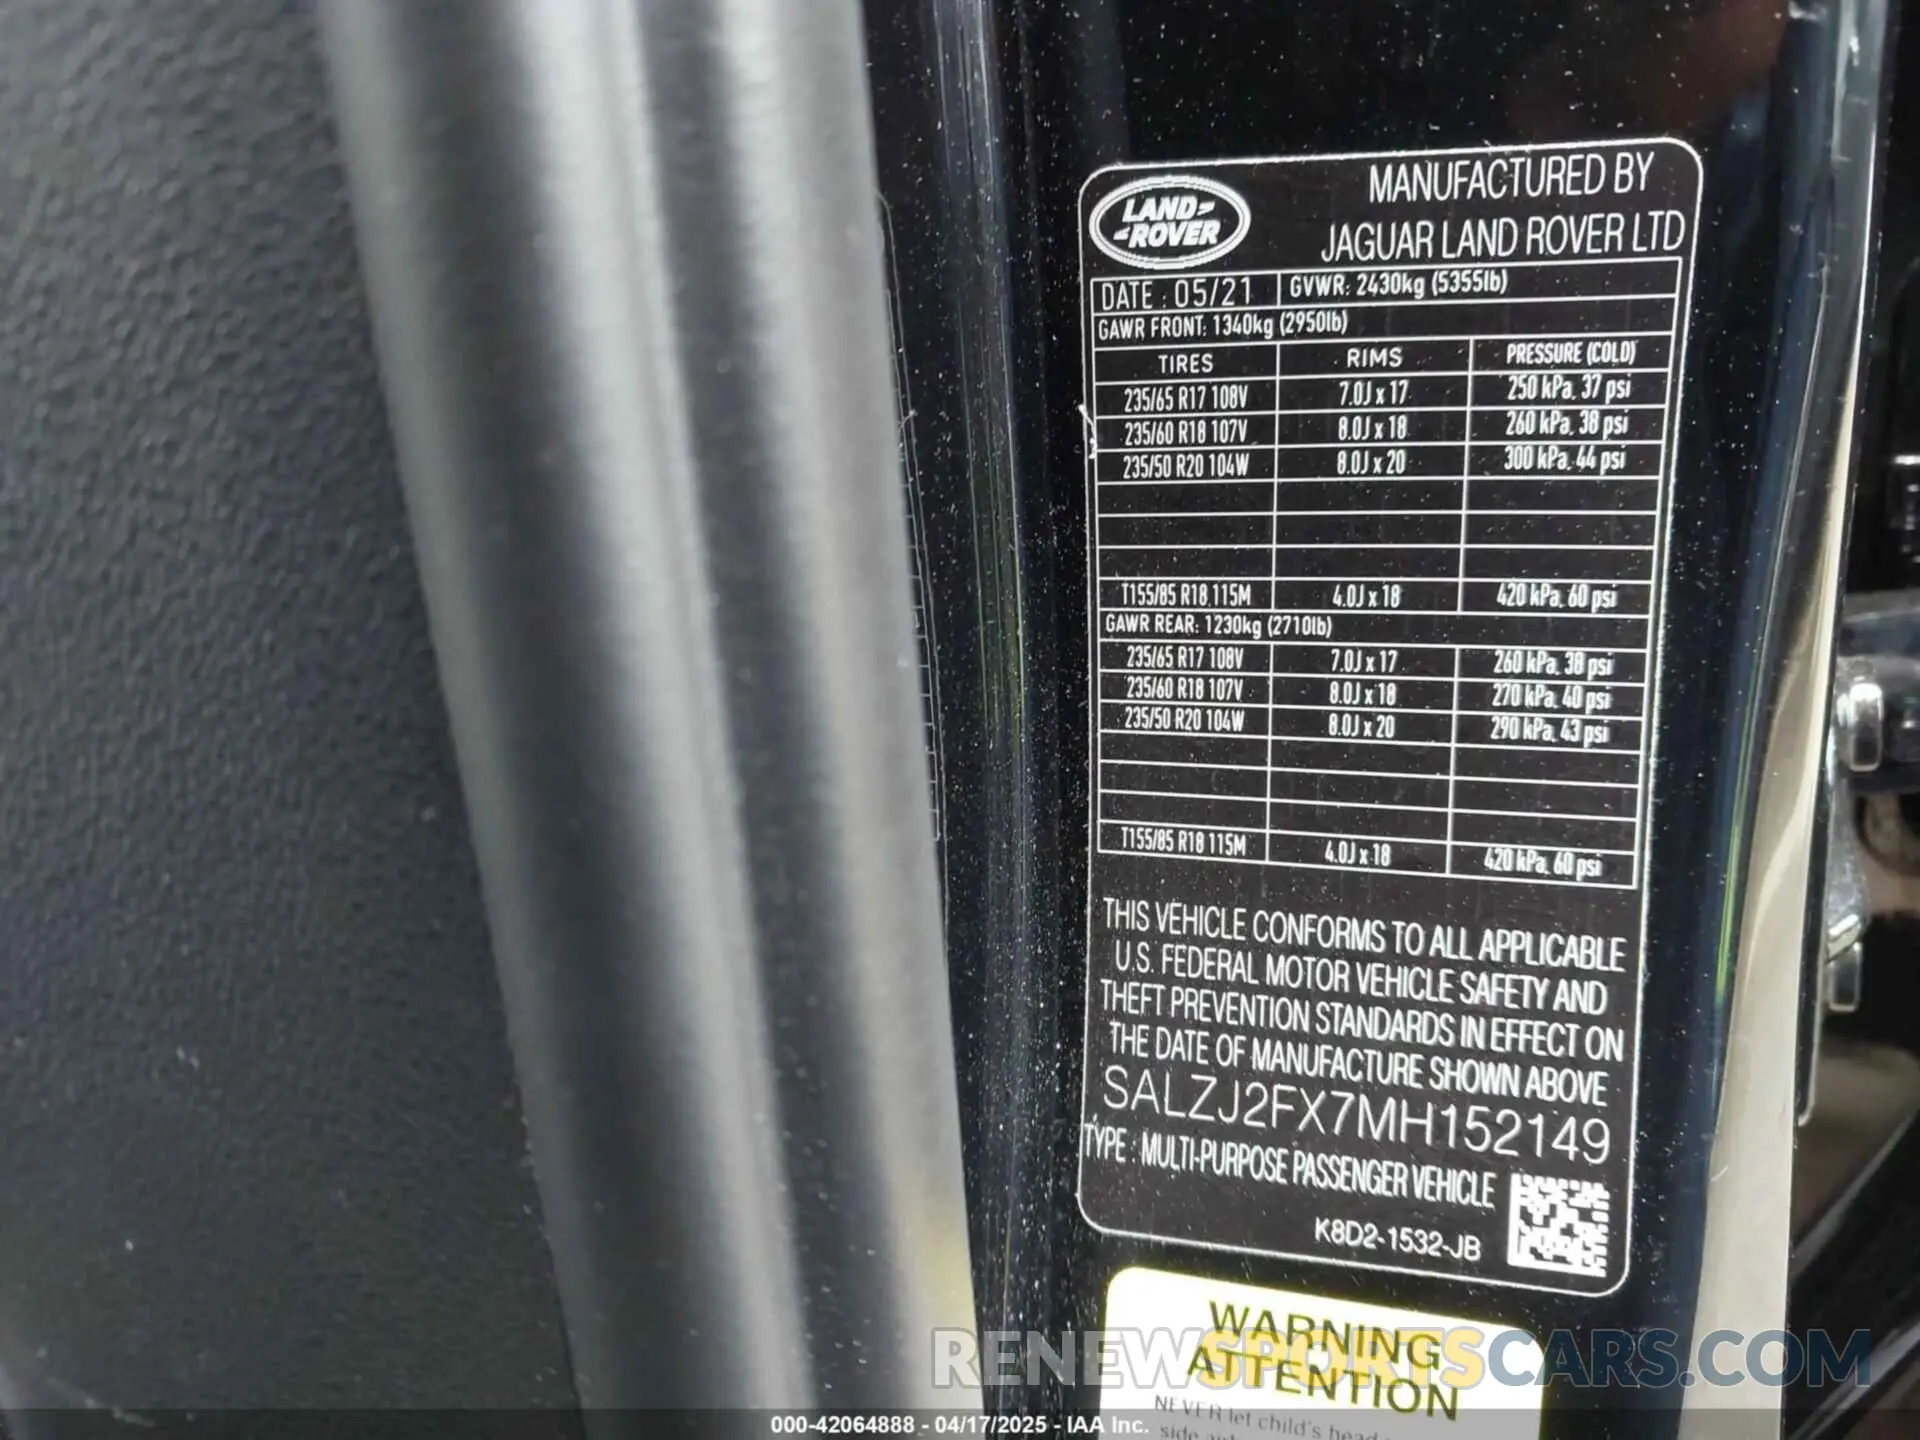 LAND-
-ROVER
MANUFACTURED BY
JAGUAR LAND ROVER LTD
DATE : 05/21 GVWR: 2430kg (5355lb)
GAWR FRONT: 1340kg (2950lb)
TIRES RIMS PRESSURE (COLD)
235/65 R17 108V 7.0J x 17 250 kPa, 37 psi
235/60 R18 107V 8.0J x 18 260 kPa, 38 psi
235/50 R20 104W 8.0J x 20 300 kPa, 44 psi
T155/85 R18 115M 4.0J x 18 420 kPa, 60 psi
GAWR REAR: 1230kg (2710lb)
235/65 R17 108V 7.0J x 17 260 kPa, 38 psi
235/60 R18 107V 8.0J x 18 270 kPa, 40 psi
235/50 R20 104W 8.0J x 20 290 kPa, 43 psi
T155/85 R18 115M 4.0J x 18 420 kPa, 60 psi
THIS VEHICLE CONFORMS TO ALL APPLICABLE
U.S. FEDERAL MOTOR VEHICLE SAFETY AND
THEFT PREVENTION STANDARDS IN EFFECT ON
THE DATE OF MANUFACTURE SHOWN ABOVE
SALZJ2FX7MH152149
TYPE : MULTI-PURPOSE PASSENGER VEHICLE
K8D2-1532-JB
WARNING
ATTENTION
NEVER let child's head
side
RENEWSPORTSCARS.COM
000-42064888 - 04/17/2025 - IAA Inc.